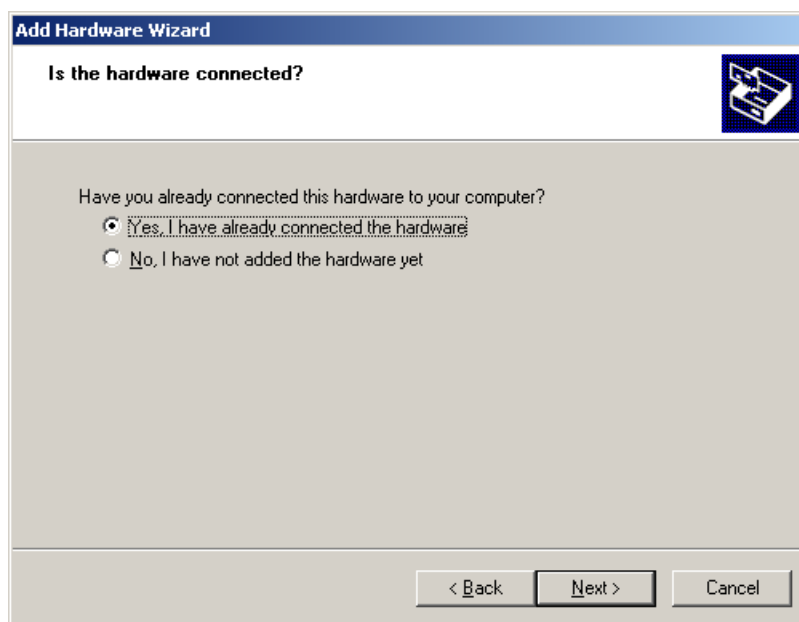 Add Hardware Wizard
Is the hardware connected?
Have you already connected this hardware to your computer?
Yes, I have already connected the hardware
No, I have not added the hardware yet
< Back
Next >
Cancel